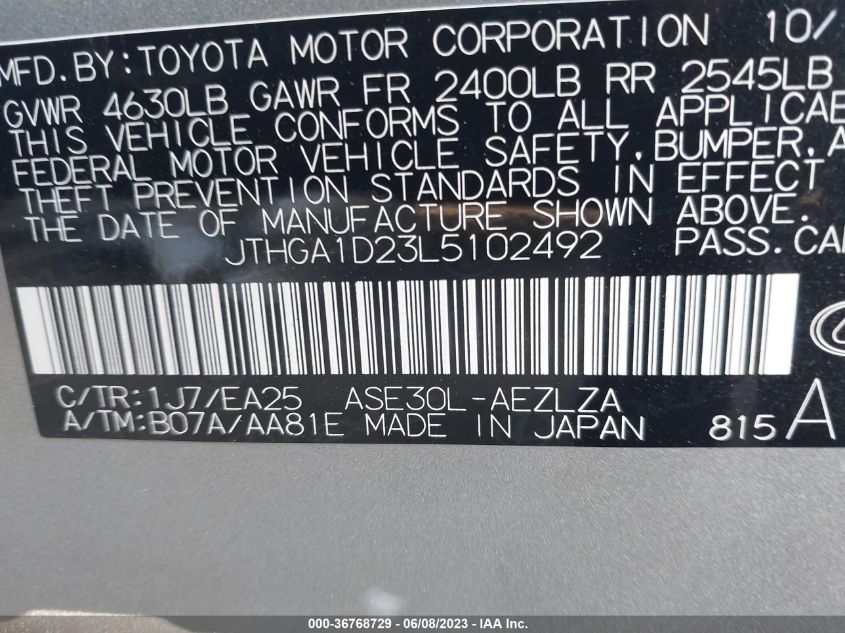 MFD. BY: TOYOTA MOTOR CORPORATION 10/
GVWR 4630LB GAWR FR 2400LB RR 2545LB
THIS VEHICLE CONFORMS TO ALL APPLICAB
FEDERAL MOTOR VEHICLE SAFETY, BUMPER, A
THEFT PREVENTION STANDARDS IN EFFECT
THE DATE OF MANUFACTURE SHOWN ABOVE.
JTHGA1D23L5102492 PASS. CAR
C/TR: 1J7/EA25 ASE30L-AEZLZA
A/TM: B07A/AA81E MADE IN JAPAN 815 A
000-36768729 - 06/08/2023 - IAA Inc.